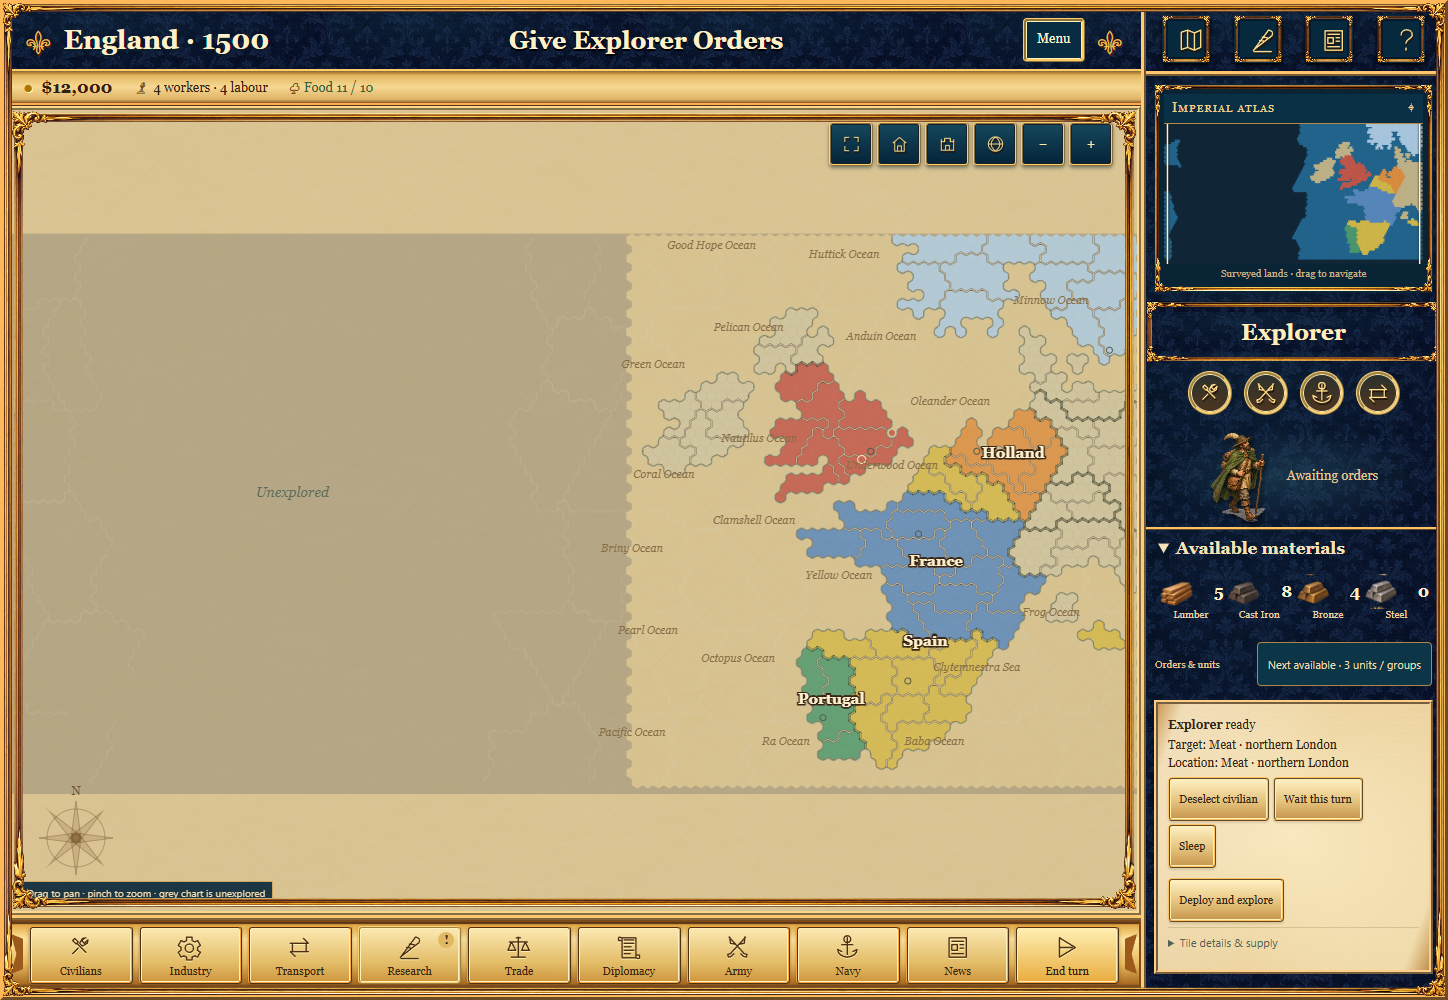 England · 1500
Give Explorer Orders
Menu
$12,000
4 workers · 4 labour
Food 11 / 10
Good Hope Ocean
Huttick Ocean
Minnow Ocean
Pelican Ocean
Anduin Ocean
Green Ocean
Oleander Ocean
Nautilus Ocean
Holland
Underwood Ocean
Coral Ocean
Unexplored
Clamshell Ocean
Briny Ocean
France
Yellow Ocean
Frog Ocean
Pearl Ocean
Spain
Octopus Ocean
Clytemnestra Sea
Portugal
Pacific Ocean
Ra Ocean
Baba Ocean
N
Drag to pan · pinch to zoom · grey chart is unexplored
Civilians
Industry
Transport
Research
!
Trade
Diplomacy
Army
Navy
News
End turn
?
IMPERIAL ATLAS
Surveyed lands · drag to navigate
Explorer
Awaiting orders
▼ Available materials
5 8 4 0
Lumber Cast Iron Bronze Steel
Orders & units
Next available · 3 units / groups
Explorer ready
Target: Meat · northern London
Location: Meat · northern London
Deselect civilian
Wait this turn
Sleep
Deploy and explore
▶ Tile details & supply